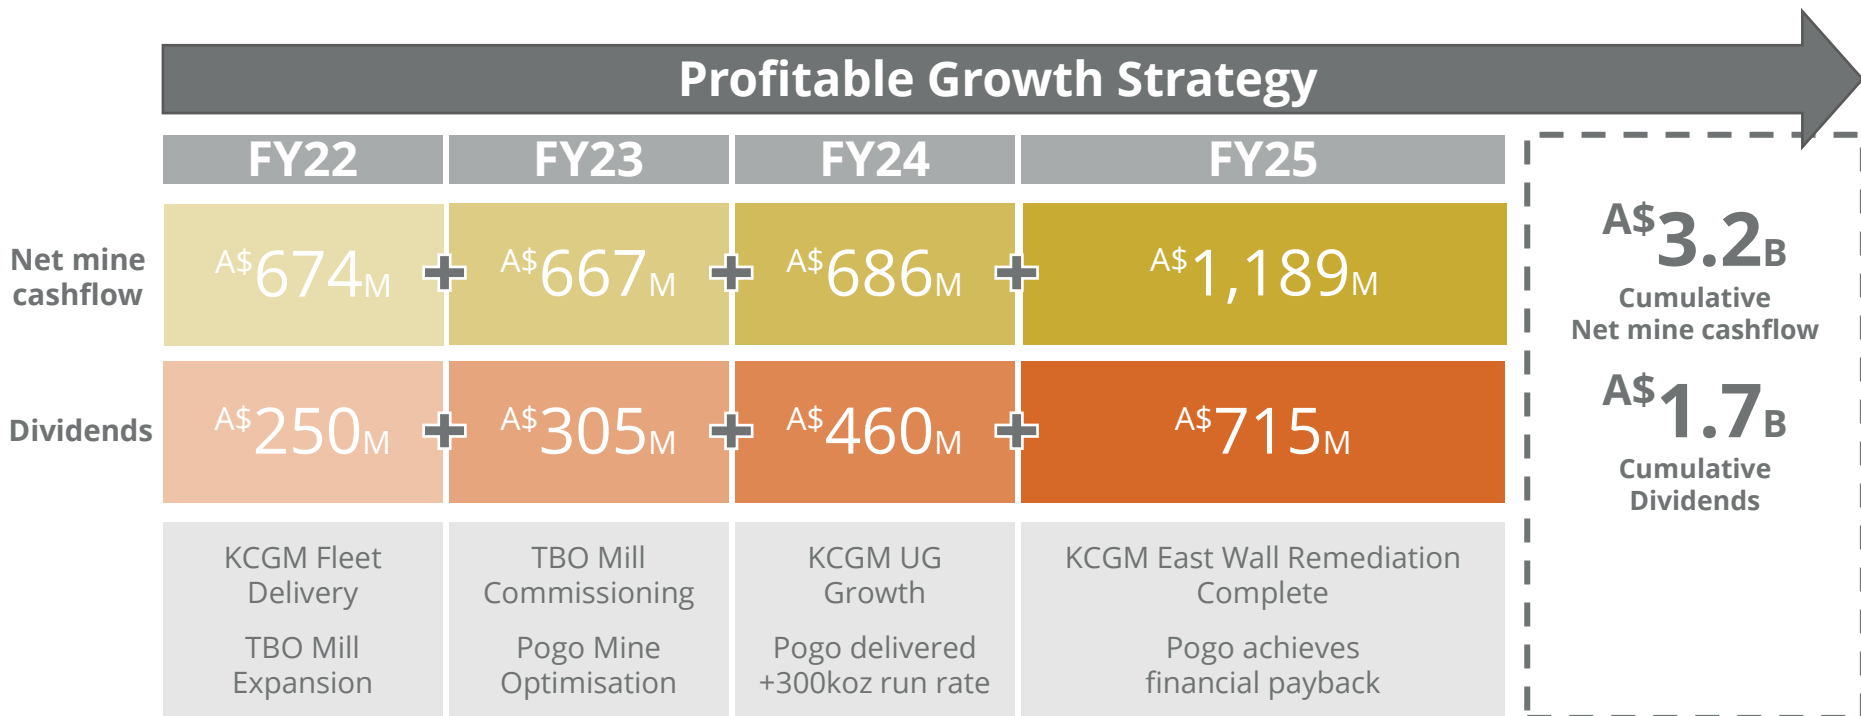 Profitable Growth Strategy
FY22 FY23 FY24 FY25
Net mine
cashflow
A$674M + A$667M + A$686M + A$1,189M
A$3.2B
Cumulative
Net mine cashflow
Dividends
A$250M + A$305M + A$460M + A$715M
A$1.7B
Cumulative
Dividends
KCGM Fleet
Delivery
TBO Mill
Expansion
TBO Mill
Commissioning
Pogo Mine
Optimisation
KCGM UG
Growth
Pogo delivered
+300koz run rate
KCGM East Wall Remediation
Complete
Pogo achieves
financial payback